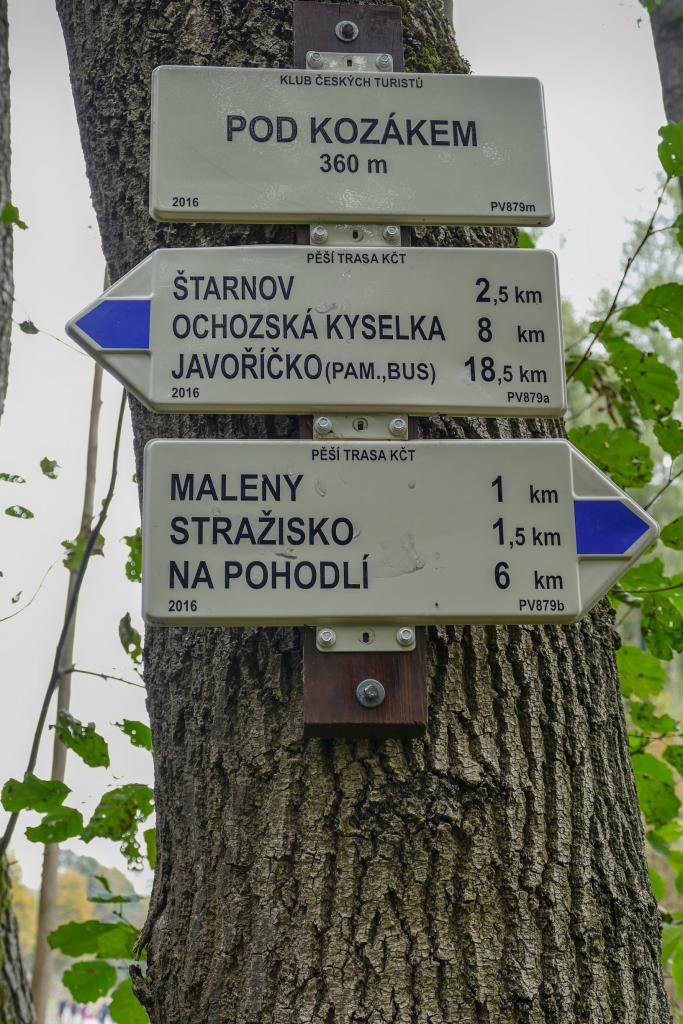 KLUB ČESKÝCH TURISTŮ
POD KOZÁKEM
360 m
2016 PV879m
PĚŠÍ TRASA KČT
ŠTARNOV 2,5 km
OCHOZSKÁ KYSELKA 8 km
JAVOŘÍČKO (PAM.,BUS) 18,5 km
2016 PV879a
PĚŠÍ TRASA KČT
MALENY 1 km
STRAŽISKO 1,5 km
NA POHODLÍ 6 km
2016 PV879b